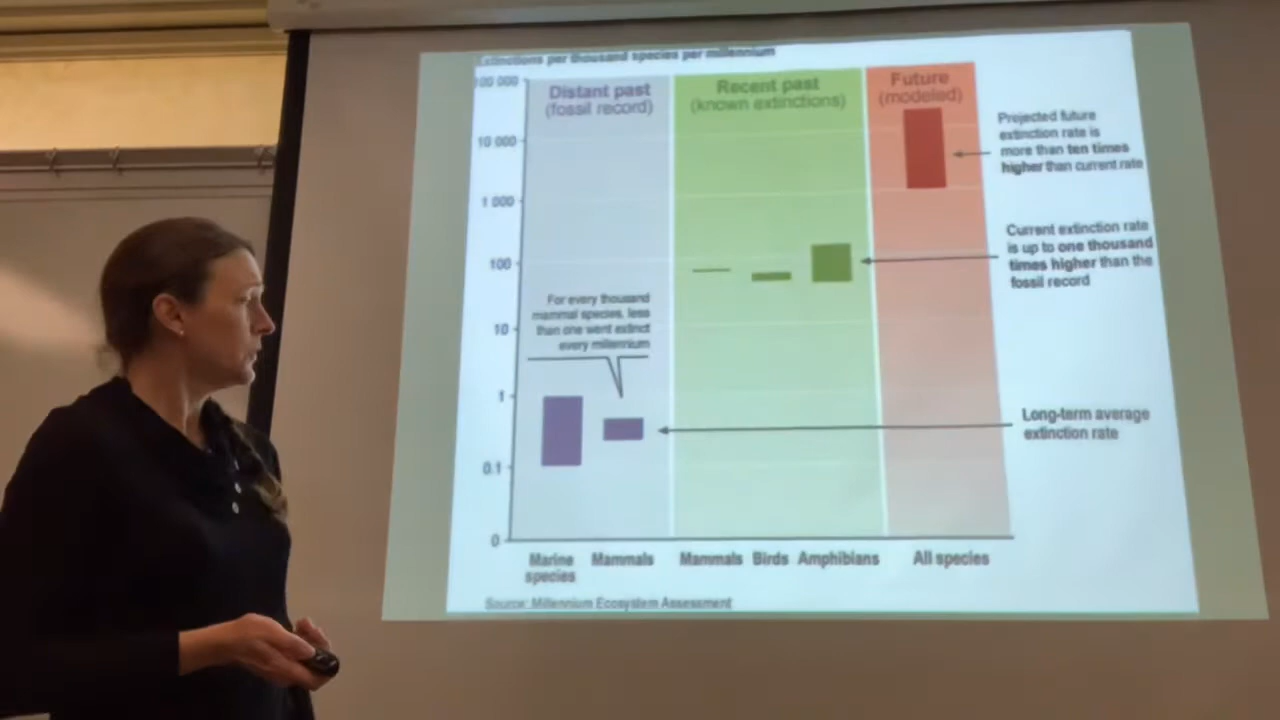 Extinctions per thousand species per millennium
100 000
Distant past
(fossil record)
Recent past
(known extinctions)
Future
(modeled)
10 000
1 000
100
10
1
0.1
0
Projected future
extinction rate is
more than ten times
higher than current rate
Current extinction rate
is up to one thousand
times higher than the
fossil record
For every thousand
mammal species, less
than one went extinct
every millennium
Long-term average
extinction rate
Marine
species
Mammals
Mammals
Birds
Amphibians
All species
Source: Millennium Ecosystem Assessment